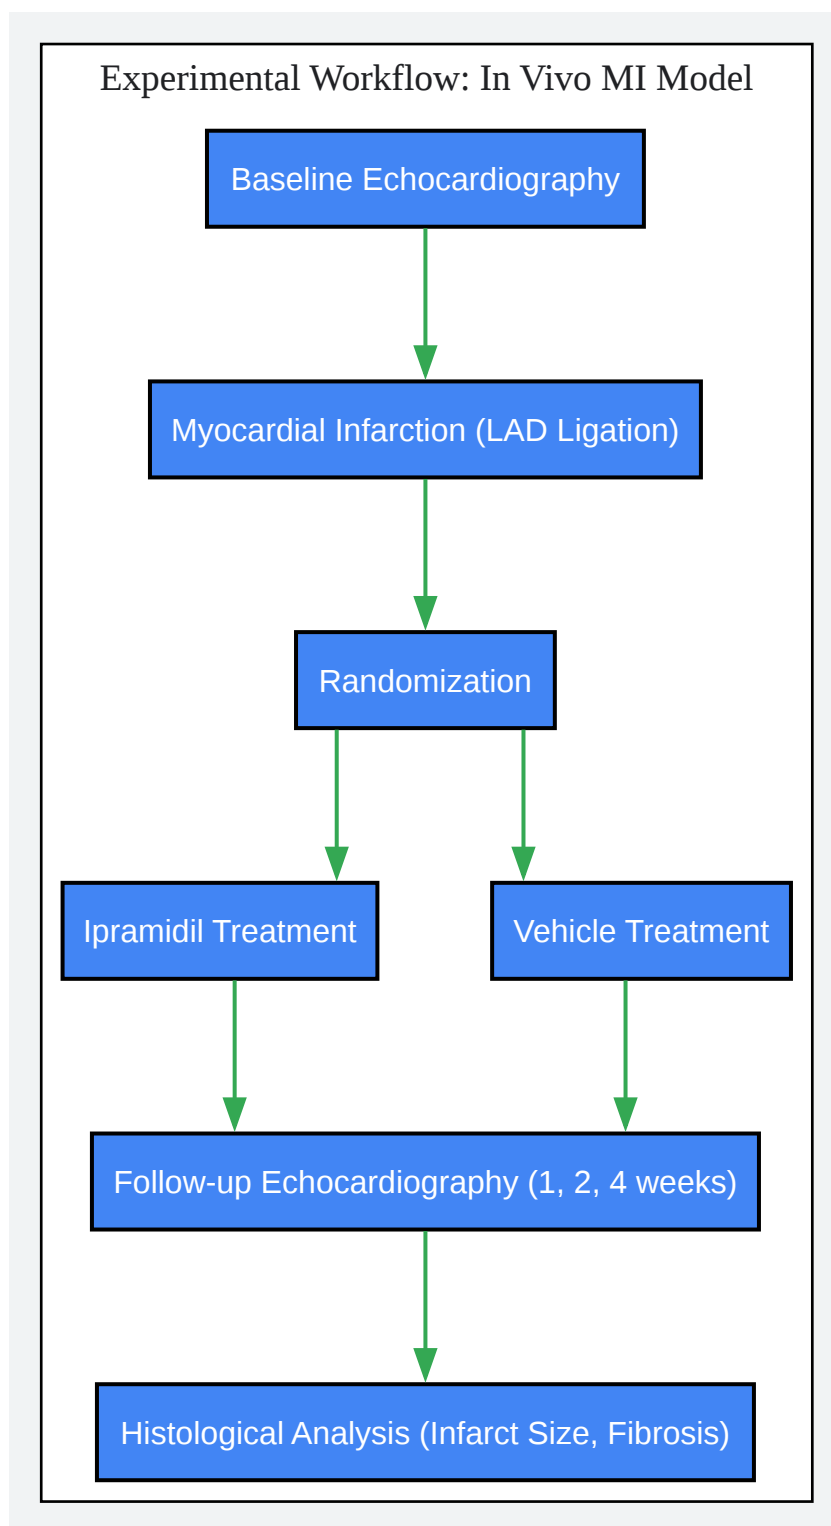 Experimental Workflow: In Vivo MI Model
Baseline Echocardiography
Myocardial Infarction (LAD Ligation)
Randomization
Ipramidil Treatment
Vehicle Treatment
Follow-up Echocardiography (1, 2, 4 weeks)
Histological Analysis (Infarct Size, Fibrosis)